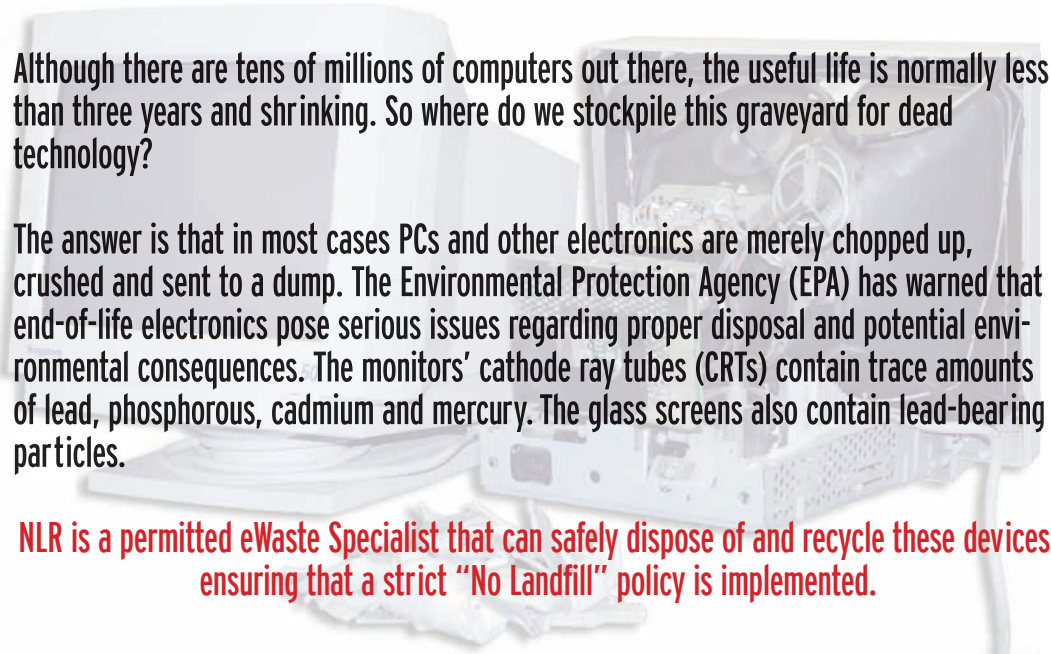 Although there are tens of millions of computers out there, the useful life is normally less
than three years and shrinking. So where do we stockpile this graveyard for dead
technology?
The answer is that in most cases PCs and other electronics are merely chopped up,
crushed and sent to a dump. The Environmental Protection Agency (EPA) has warned that
end-of-life electronics pose serious issues regarding proper disposal and potential envi-
ronmental consequences. The monitors’ cathode ray tubes (CRTs) contain trace amounts
of lead, phosphorous, cadmium and mercury. The glass screens also contain lead-bearing
particles.
NLR is a permitted eWaste Specialist that can safely dispose of and recycle these devices
ensuring that a strict “No Landfill” policy is implemented.